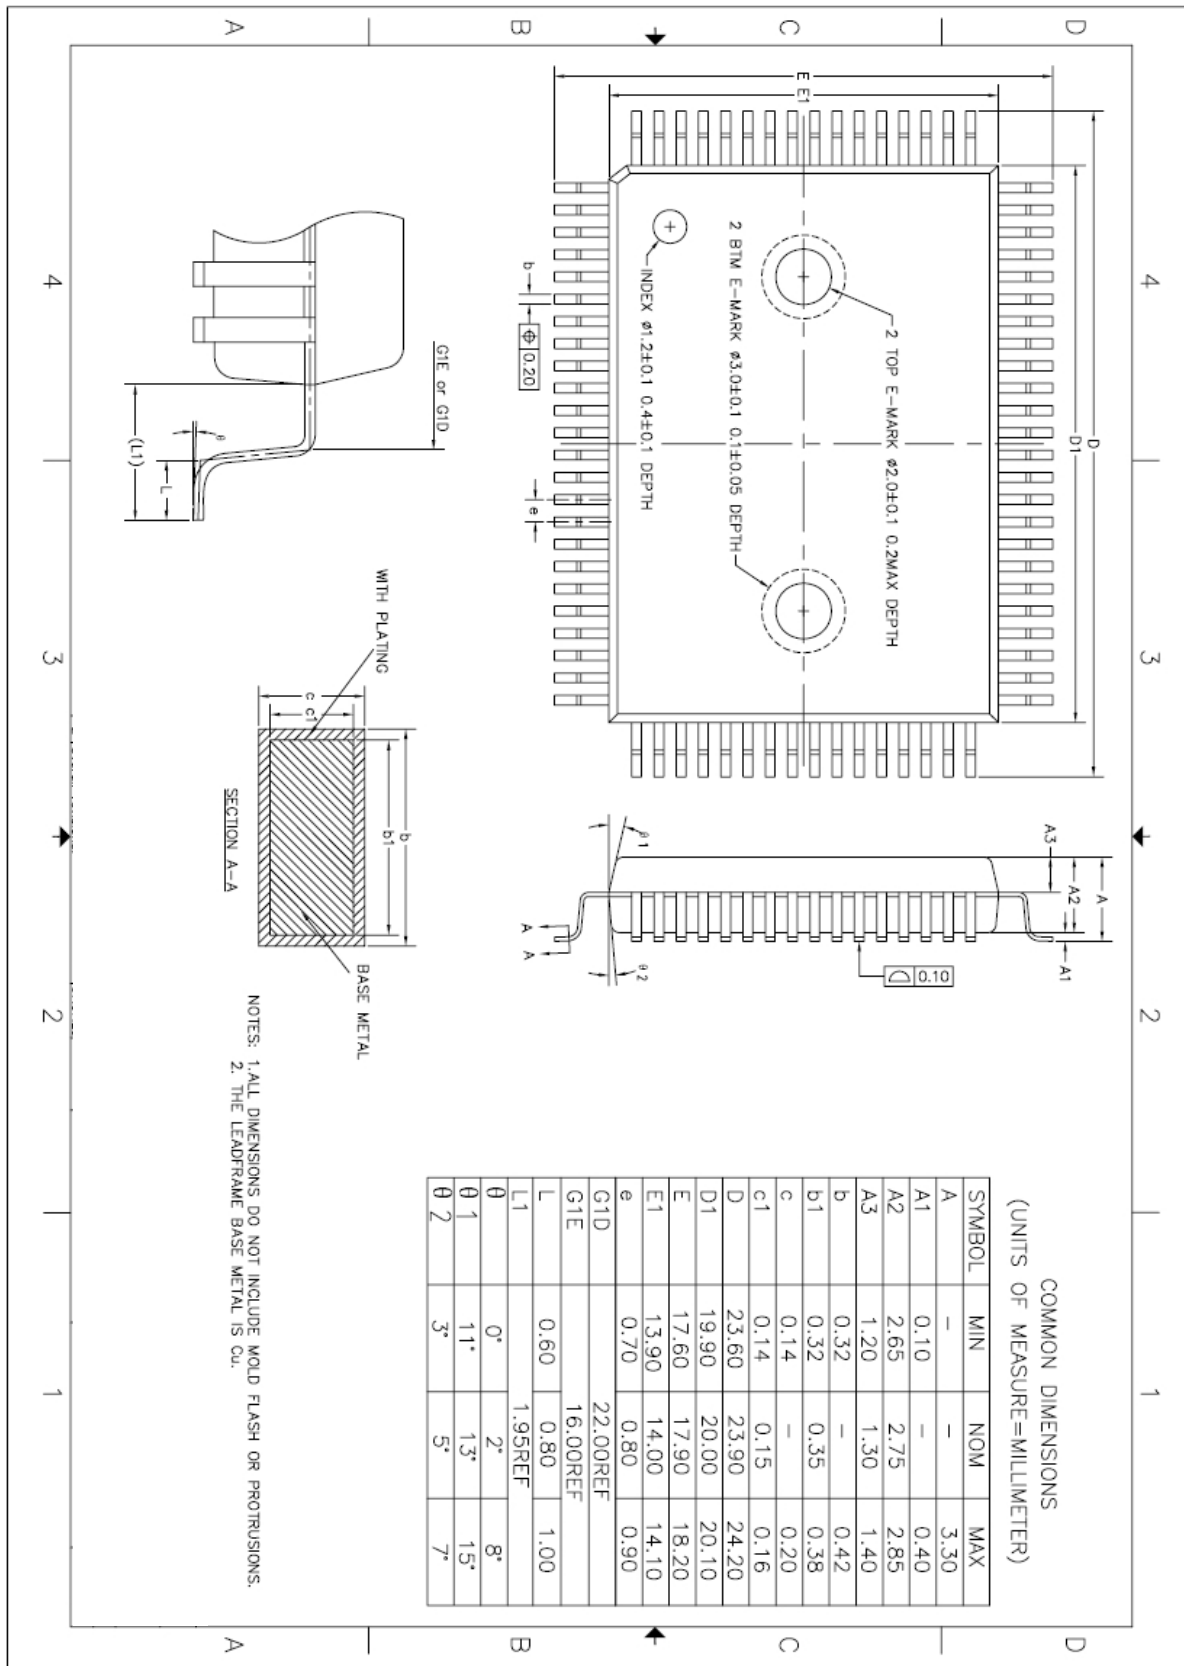 D
C
B
A
4
3
2
1
E
E1
D
D1
2 TOP E-MARK ø2.0±0.1 0.2MAX DEPTH
2 BTM E-MARK ø3.0±0.1 0.1±0.05 DEPTH
INDEX ø1.2±0.1 0.4±0.1 DEPTH
b
0.20
e
A
A2
A3
A1
0.10
θ1
θ2
A
A
G1E or G1D
θ
L
(L1)
WITH PLATING
c
c1
b
b1
BASE METAL
SECTION A-A
COMMON DIMENSIONS
(UNITS OF MEASURE=MILLIMETER)
SYMBOL MIN NOM MAX
A – – 3.30
A1 0.10 – 0.40
A2 2.65 2.75 2.85
A3 1.20 1.30 1.40
b 0.32 – 0.42
b1 0.32 0.35 0.38
c 0.14 – 0.20
c1 0.14 0.15 0.16
D 23.60 23.90 24.20
D1 19.90 20.00 20.10
E 17.60 17.90 18.20
E1 13.90 14.00 14.10
e 0.70 0.80 0.90
G1D 22.00REF
G1E 16.00REF
L 0.60 0.80 1.00
L1 1.95REF
θ 0° 2° 8°
θ1 11° 13° 15°
θ2 3° 5° 7°
NOTES: 1.ALL DIMENSIONS DO NOT INCLUDE MOLD FLASH OR PROTRUSIONS.
2. THE LEADFRAME BASE METAL IS Cu.
4
3
2
1
D
C
B
A